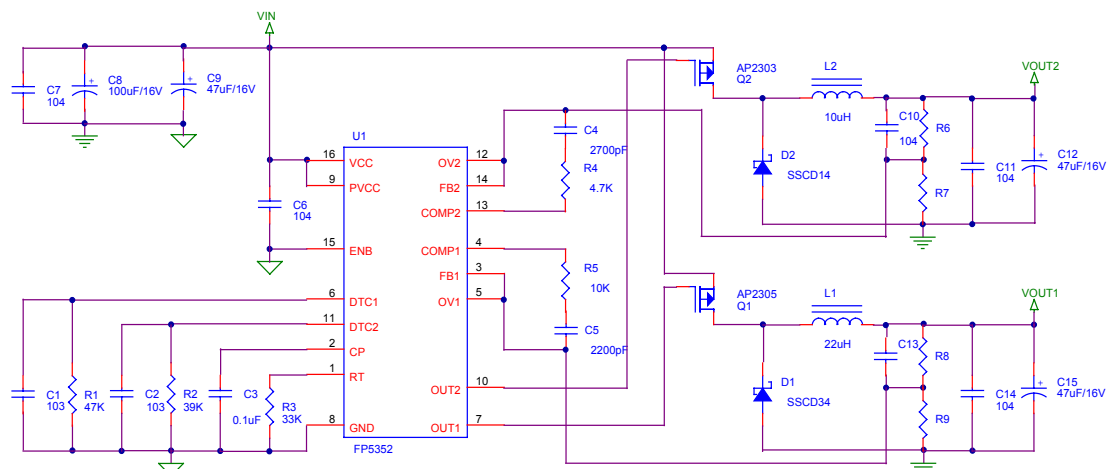 VIN
C7
104
C8
100uF/16V
C9
47uF/16V
AP2303
Q2
L2
10uH
VOUT2
C10
104
R6
R7
C11
104
C12
47uF/16V
D2
SSCD14
C4
2700pF
R4
4.7K
U1
16
VCC
9
PVCC
15
ENB
6
DTC1
11
DTC2
2
CP
1
RT
8
GND
12
OV2
14
FB2
13
COMP2
4
COMP1
3
FB1
5
OV1
10
OUT2
7
OUT1
FP5352
C6
104
R5
10K
C5
2200pF
AP2305
Q1
L1
22uH
VOUT1
C13
R8
R9
C14
104
C15
47uF/16V
D1
SSCD34
C1
103
R1
47K
C2
103
R2
39K
C3
0.1uF
R3
33K